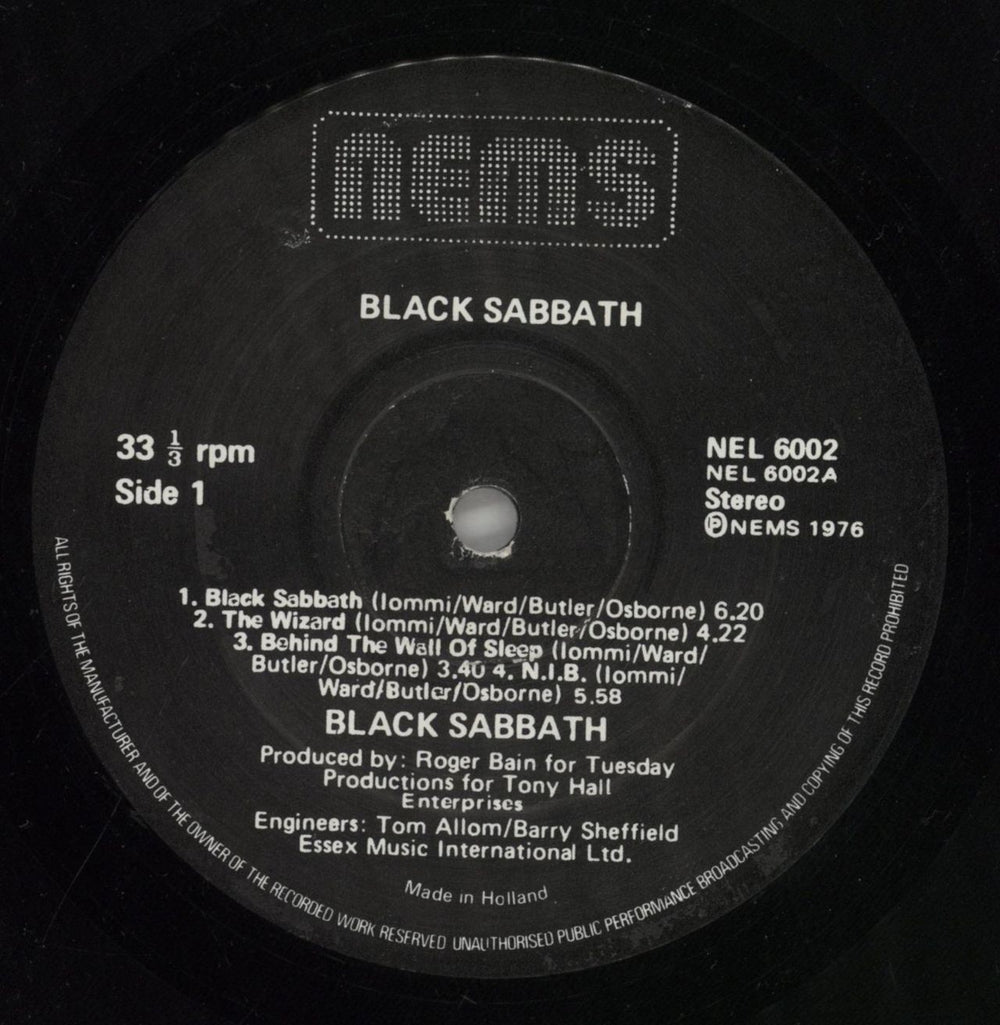 nems
BLACK SABBATH
33 1/3 rpm
Side 1
NEL 6002
NEL 6002A
Stereo
ⓅNEMS 1976
1. Black Sabbath (Iommi/Ward/Butler/Osborne) 6.20
2. The Wizard (Iommi/Ward/Butler/Osborne) 4.22
3. Behind The Wall Of Sleep (Iommi/Ward/
Butler/Osborne) 3.40 4. N.I.B. (Iommi/
Ward/Butler/Osborne) 5.58
BLACK SABBATH
Produced by: Roger Bain for Tuesday
Productions for Tony Hall
Enterprises
Engineers: Tom Allom/Barry Sheffield
Essex Music International Ltd.
Made in Holland
ALL RIGHTS OF THE MANUFACTURER AND OF THE OWNER OF THE RECORDED WORK RESERVED UNAUTHORISED PUBLIC PERFORMANCE BROADCASTING AND COPYING OF THIS RECORD PROHIBITED